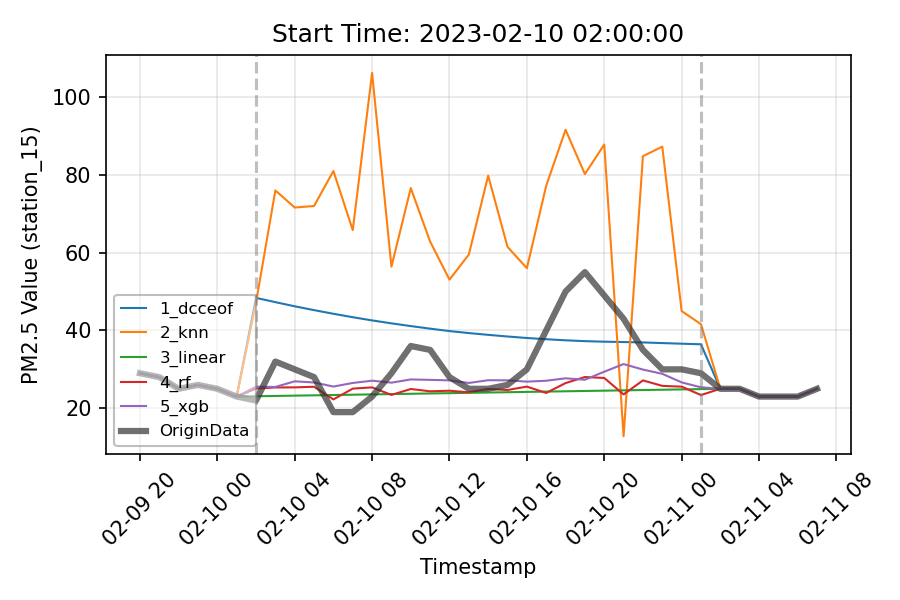 Start Time: 2023-02-10 02:00:00
PM2.5 Value (station_15)
100
80
60
40
20
1_dcceof
2_knn
3_linear
4_rf
5_xgb
OriginData
02-09 20
02-10 00
02-10 04
02-10 08
02-10 12
02-10 16
02-10 20
02-11 00
02-11 04
02-11 08
Timestamp